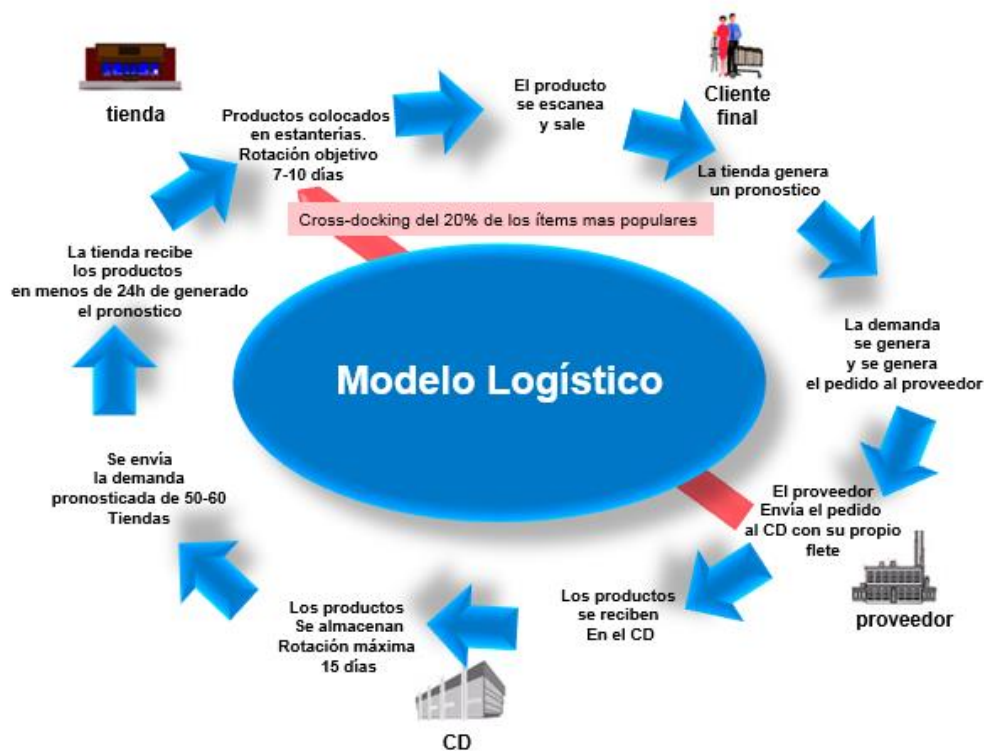 tienda
Productos colocados
en estanterías.
Rotación objetivo
7-10 días
El producto
se escanea
y sale
Cliente
final
La tienda genera
un pronostico
Cross-docking del 20% de los ítems mas populares
La tienda recibe
los productos
en menos de 24h de generado
el pronostico
La demanda
se genera
y se genera
el pedido al proveedor
Modelo Logístico
Se envía
la demanda
pronosticada de 50-60
Tiendas
El proveedor
Envía el pedido
al CD con su propio
flete
proveedor
Los productos
se reciben
En el CD
Los productos
Se almacenan
Rotación máxima
15 días
CD